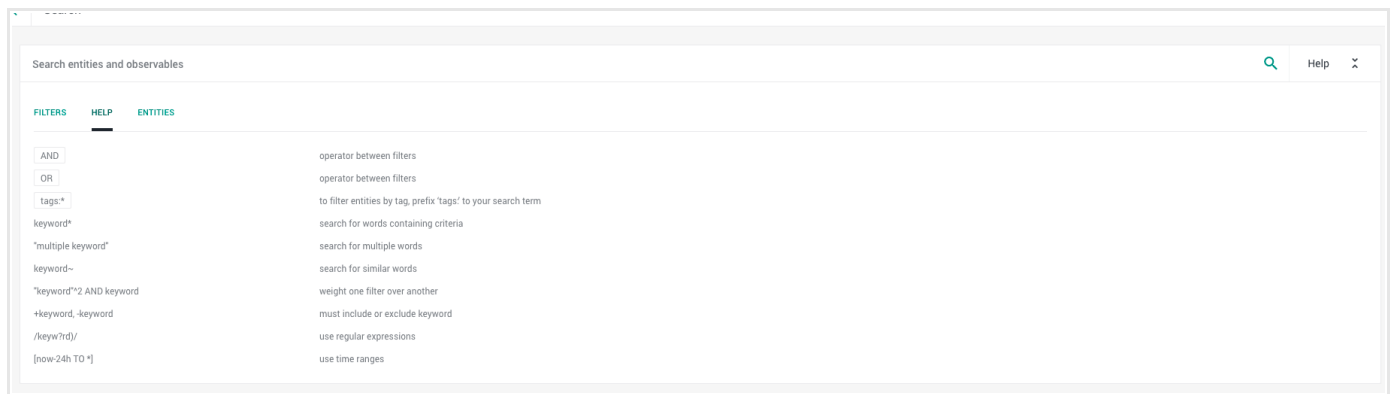 Search entities and observables Help
FILTERS HELP ENTITIES
AND operator between filters
OR operator between filters
tags:* to filter entities by tag, prefix 'tags:' to your search term
keyword* search for words containing criteria
"multiple keyword" search for multiple words
keyword~ search for similar words
"keyword"^2 AND keyword weight one filter over another
+keyword, -keyword must include or exclude keyword
/keyw?rd)/ use regular expressions
[now-24h TO *] use time ranges